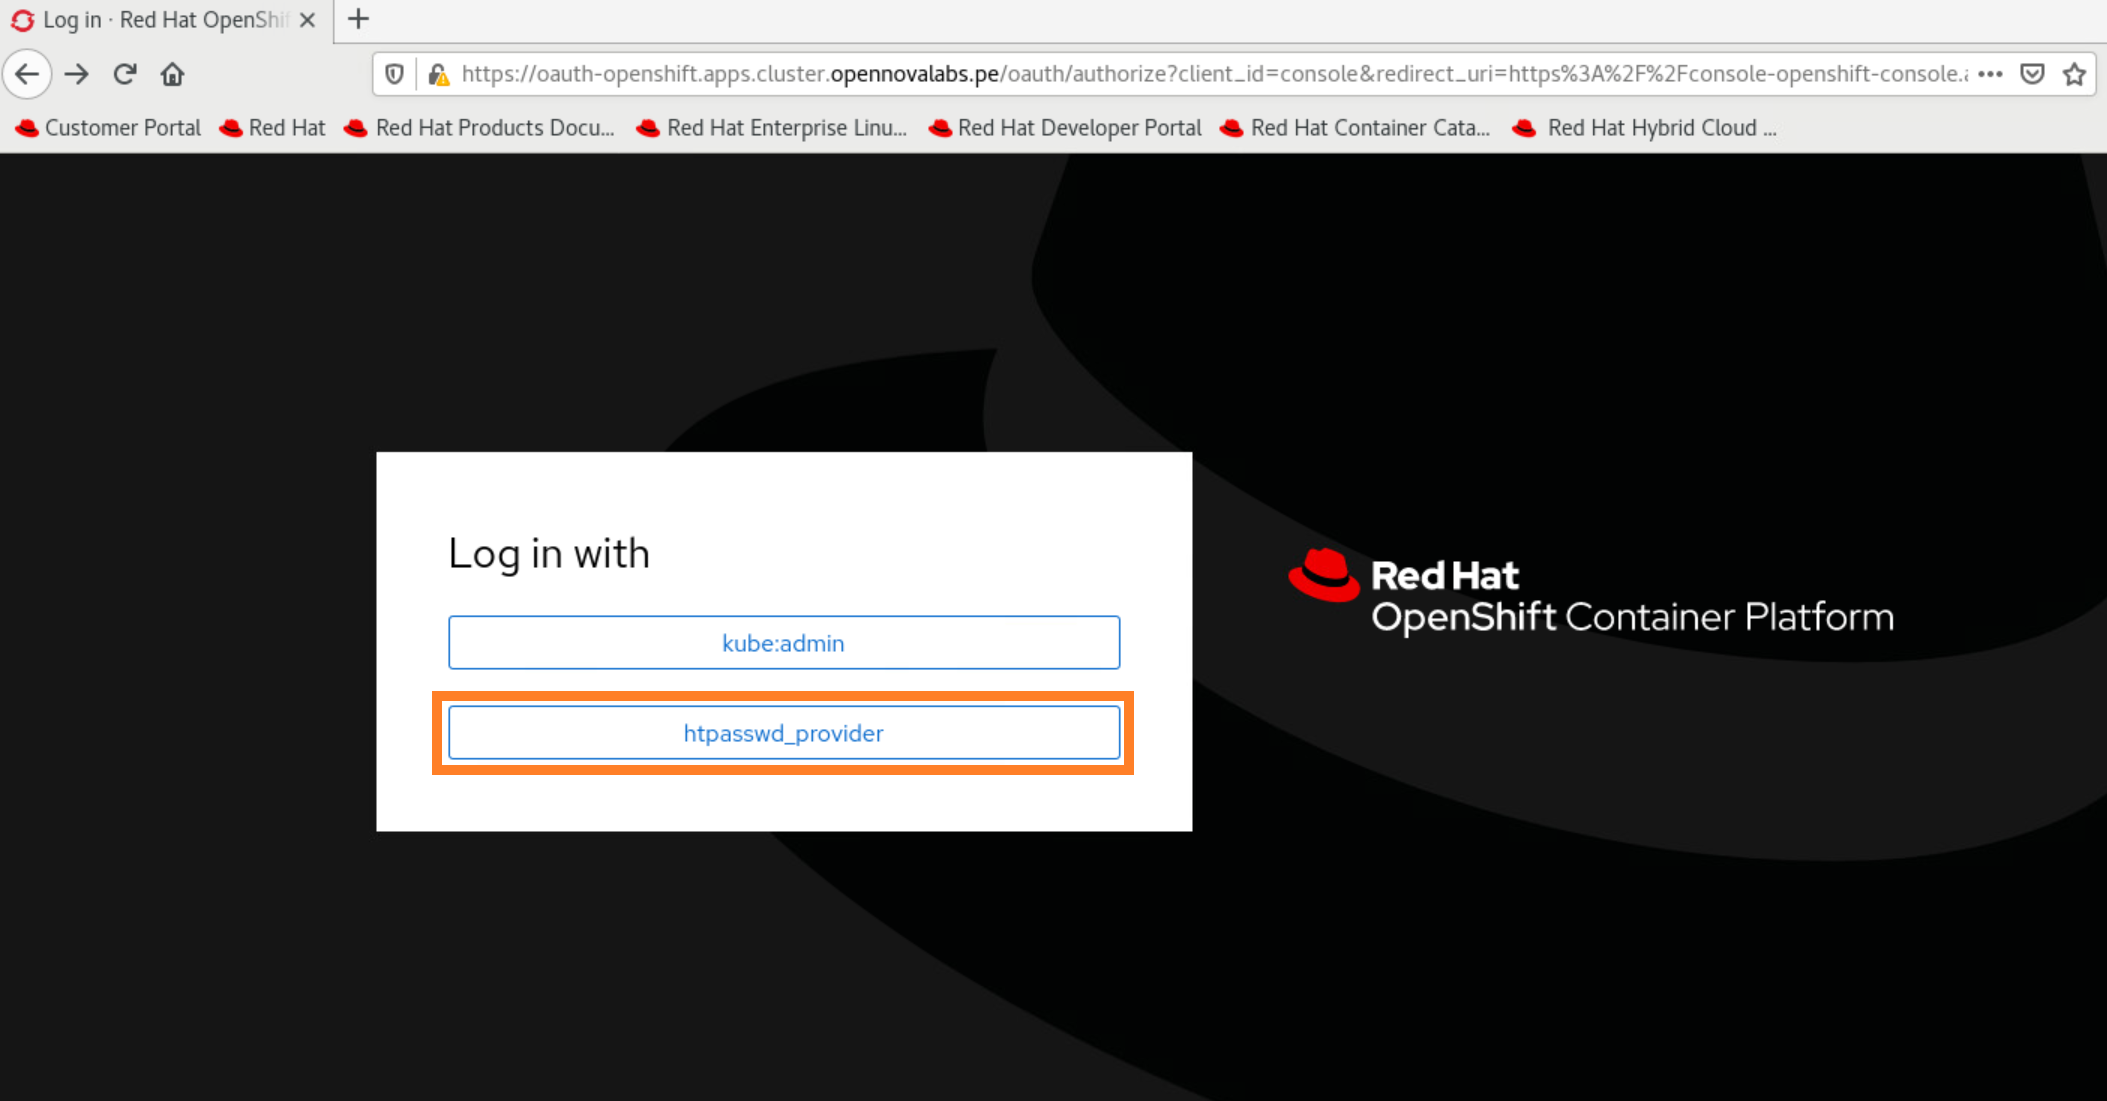 Log in · Red Hat OpenShif
https://oauth-openshift.apps.cluster.opennovalabs.pe/oauth/authorize?client_id=console&redirect_uri=https%3A%2F%2Fconsole-openshift-console.
Customer Portal Red Hat Red Hat Products Docu... Red Hat Enterprise Linu... Red Hat Developer Portal Red Hat Container Cata... Red Hat Hybrid Cloud ...
Log in with
kube:admin
htpasswd_provider
Red Hat
OpenShift Container Platform